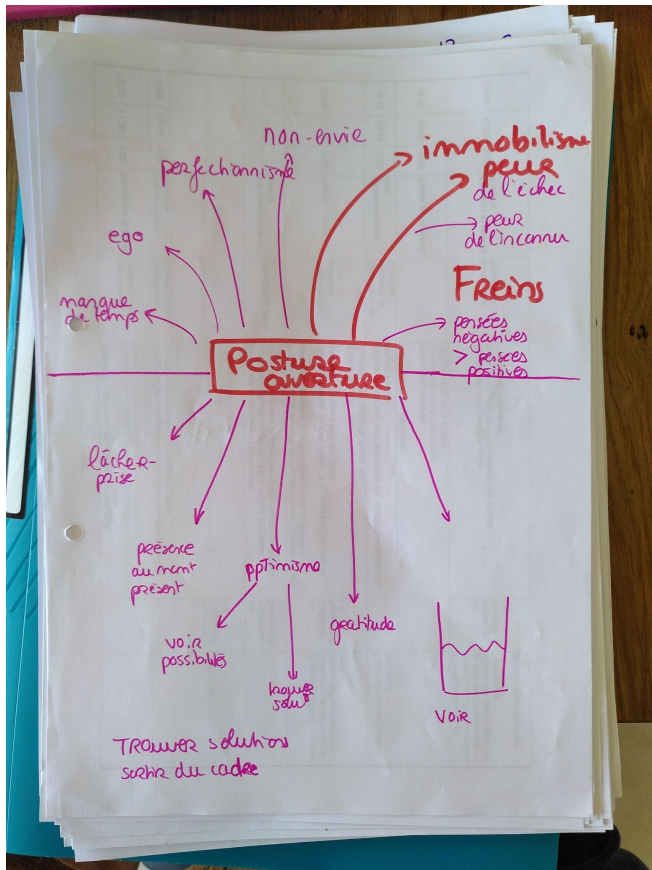 non-envie
perfectionnisme
immobilisme
peur
de l'échec
peur
de l'inconnu
ego
manque
de temps
Freins
pensées
négatives
> pensées
positives
Posture
ouverture
lâcher-
prise
présence
au momt
présent
optimisme
voir
possibilités
trouver
solu°
gratitude
voir
TROUVER solutions
sortir du cadre